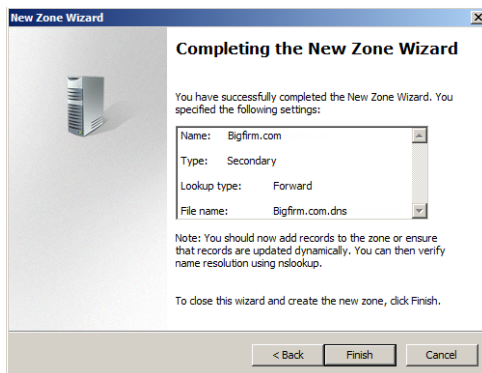 New Zone Wizard
Completing the New Zone Wizard
You have successfully completed the New Zone Wizard. You
specified the following settings:
Name: Bigfirm.com
Type: Secondary
Lookup type: Forward
File name: Bigfirm.com.dns
Note: You should now add records to the zone or ensure
that records are updated dynamically. You can then verify
name resolution using nslookup.
To close this wizard and create the new zone, click Finish.
< Back Finish Cancel